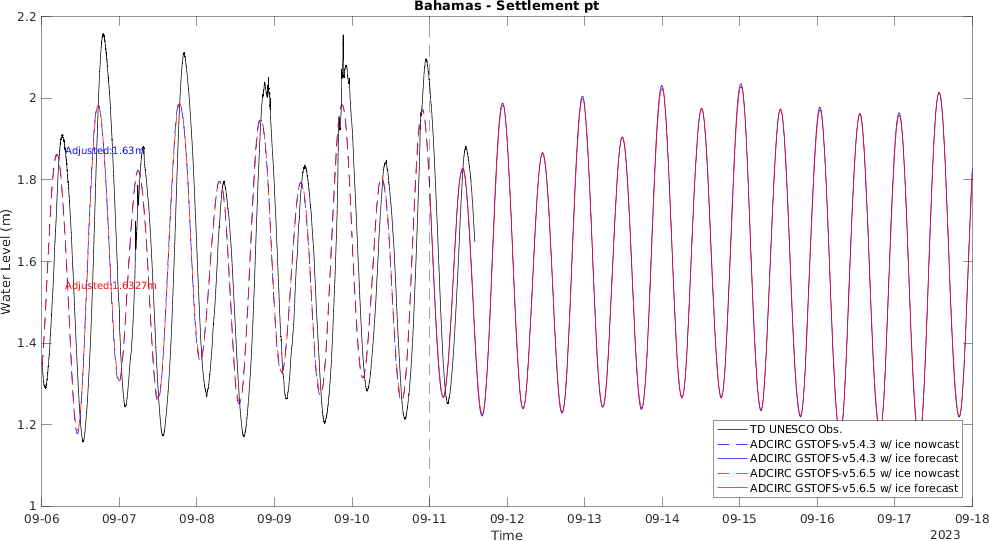 Bahamas - Settlement pt
2.2
2
1.8
1.6
1.4
1.2
1
Water Level (m)
Adjusted:1.63m
Adjusted:1.6327m
TD UNESCO Obs.
ADCIRC GSTOFS-v5.4.3 w/ ice nowcast
ADCIRC GSTOFS-v5.4.3 w/ ice forecast
ADCIRC GSTOFS-v5.6.5 w/ ice nowcast
ADCIRC GSTOFS-v5.6.5 w/ ice forecast
09-06 09-07 09-08 09-09 09-10 09-11 09-12 09-13 09-14 09-15 09-16 09-17 09-18
Time
2023